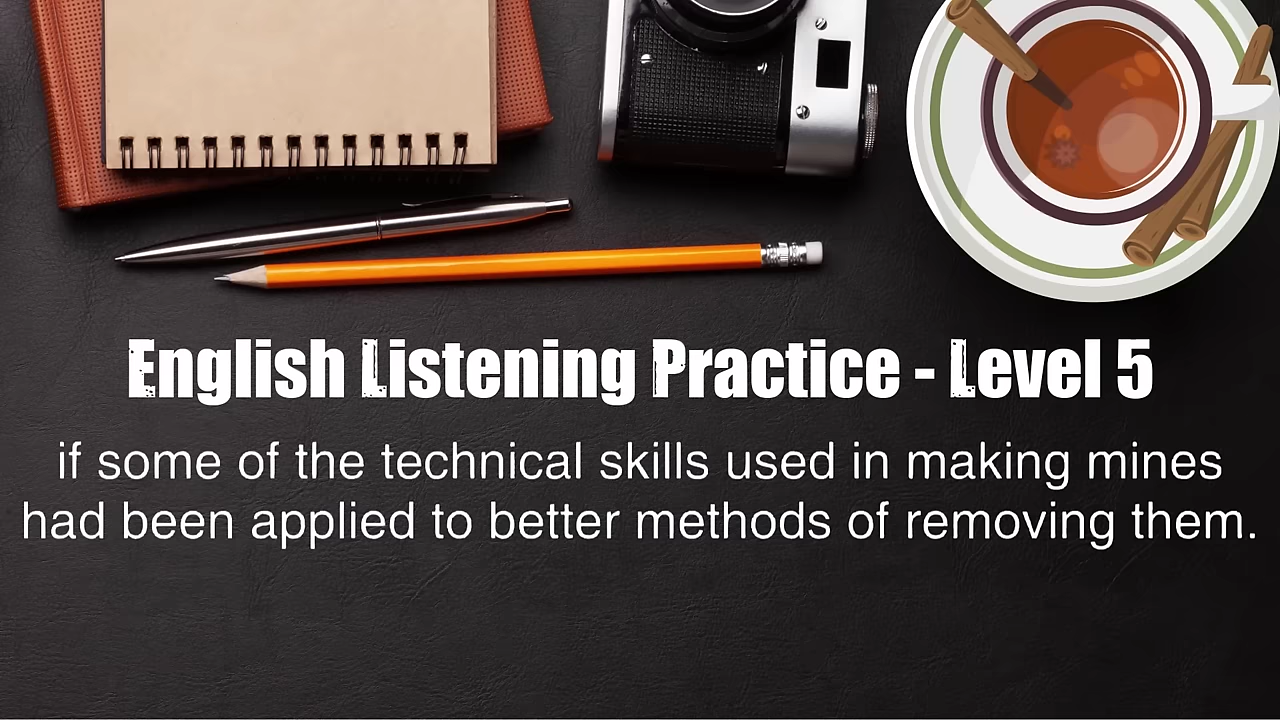 English Listening Practice - Level 5
if some of the technical skills used in making mines
had been applied to better methods of removing them.